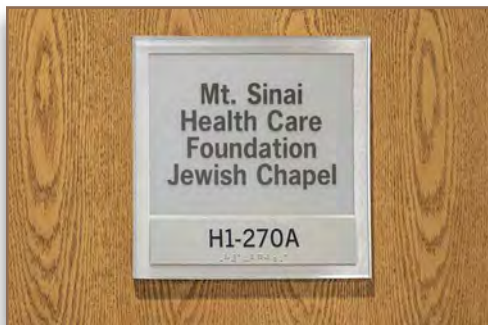 Mt. Sinai
Health Care
Foundation
Jewish Chapel
H1-270A